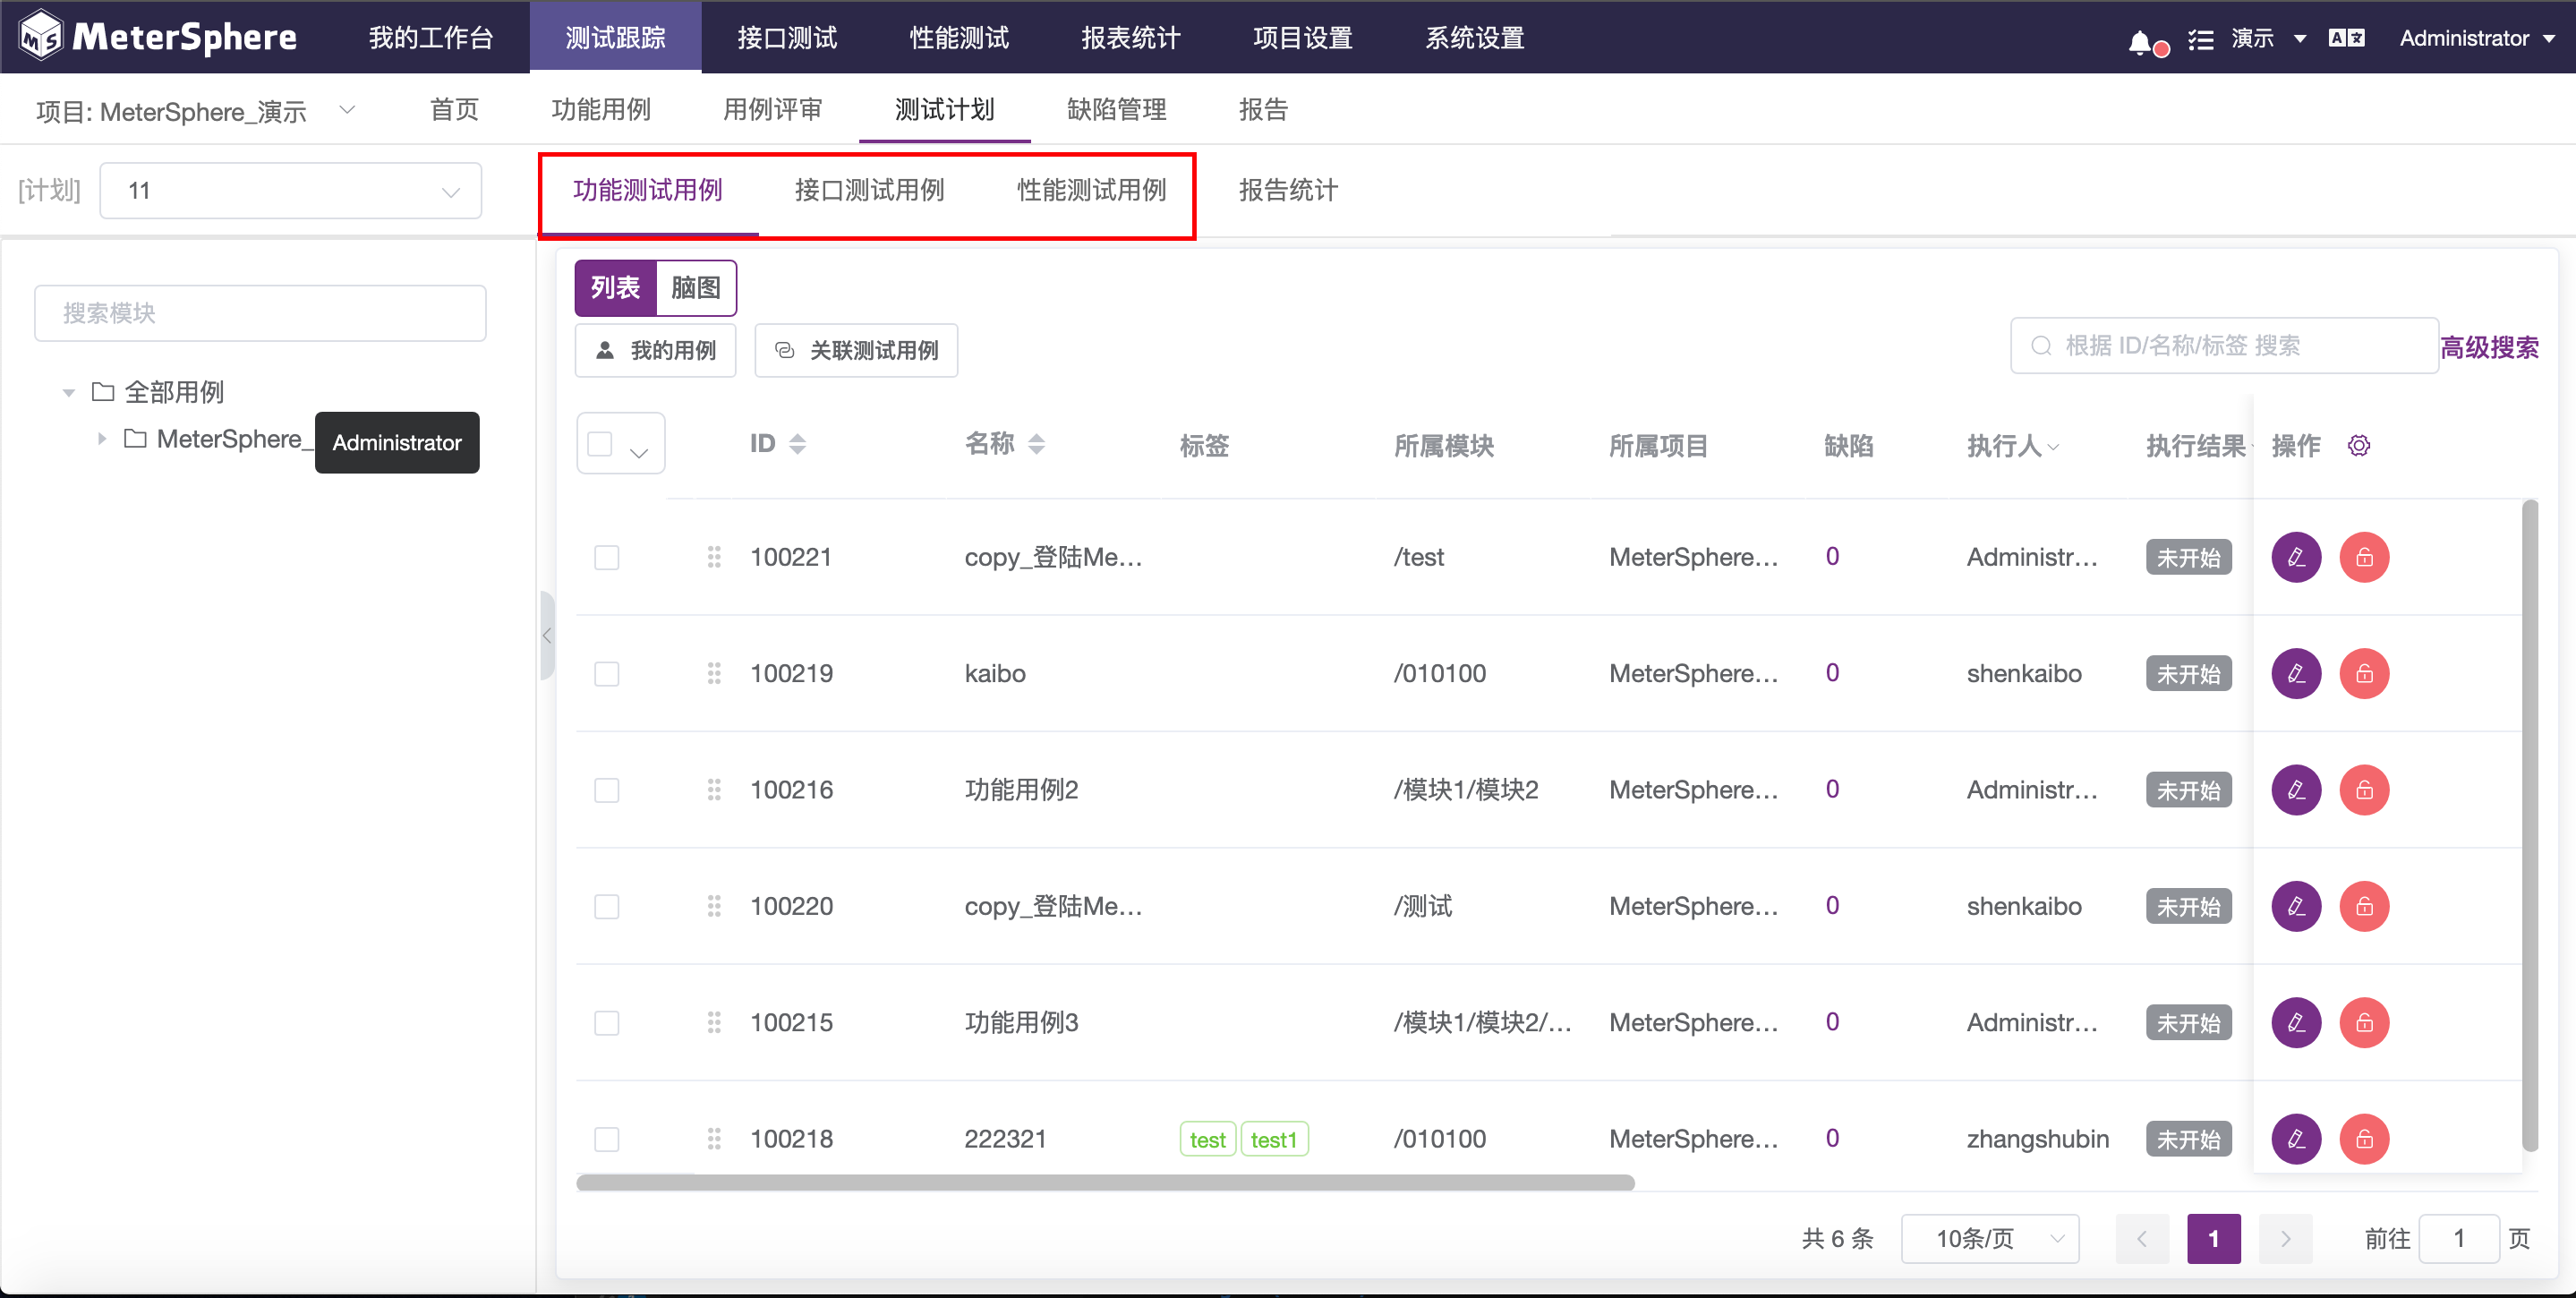 MeterSphere 我的工作台 测试跟踪 接口测试 性能测试 报表统计 项目设置 系统设置 演示 Administrator
项目: MeterSphere_演示 首页 功能用例 用例评审 测试计划 缺陷管理 报告
[计划] 11 功能测试用例 接口测试用例 性能测试用例 报告统计
列表 脑图
搜索模块
我的用例 关联测试用例 根据 ID/名称/标签 搜索 高级搜索
全部用例
MeterSphere_ Administrator
ID 名称 标签 所属模块 所属项目 缺陷 执行人 执行结果 操作
100221 copy_登陆Me... /test MeterSphere... 0 Administr... 未开始
100219 kaibo /010100 MeterSphere... 0 shenkaibo 未开始
100216 功能用例2 /模块1/模块2 MeterSphere... 0 Administr... 未开始
100220 copy_登陆Me... /测试 MeterSphere... 0 shenkaibo 未开始
100215 功能用例3 /模块1/模块2/... MeterSphere... 0 Administr... 未开始
100218 222321 test test1 /010100 MeterSphere... 0 zhangshubin 未开始
共 6 条 10条/页 1 前往 1 页